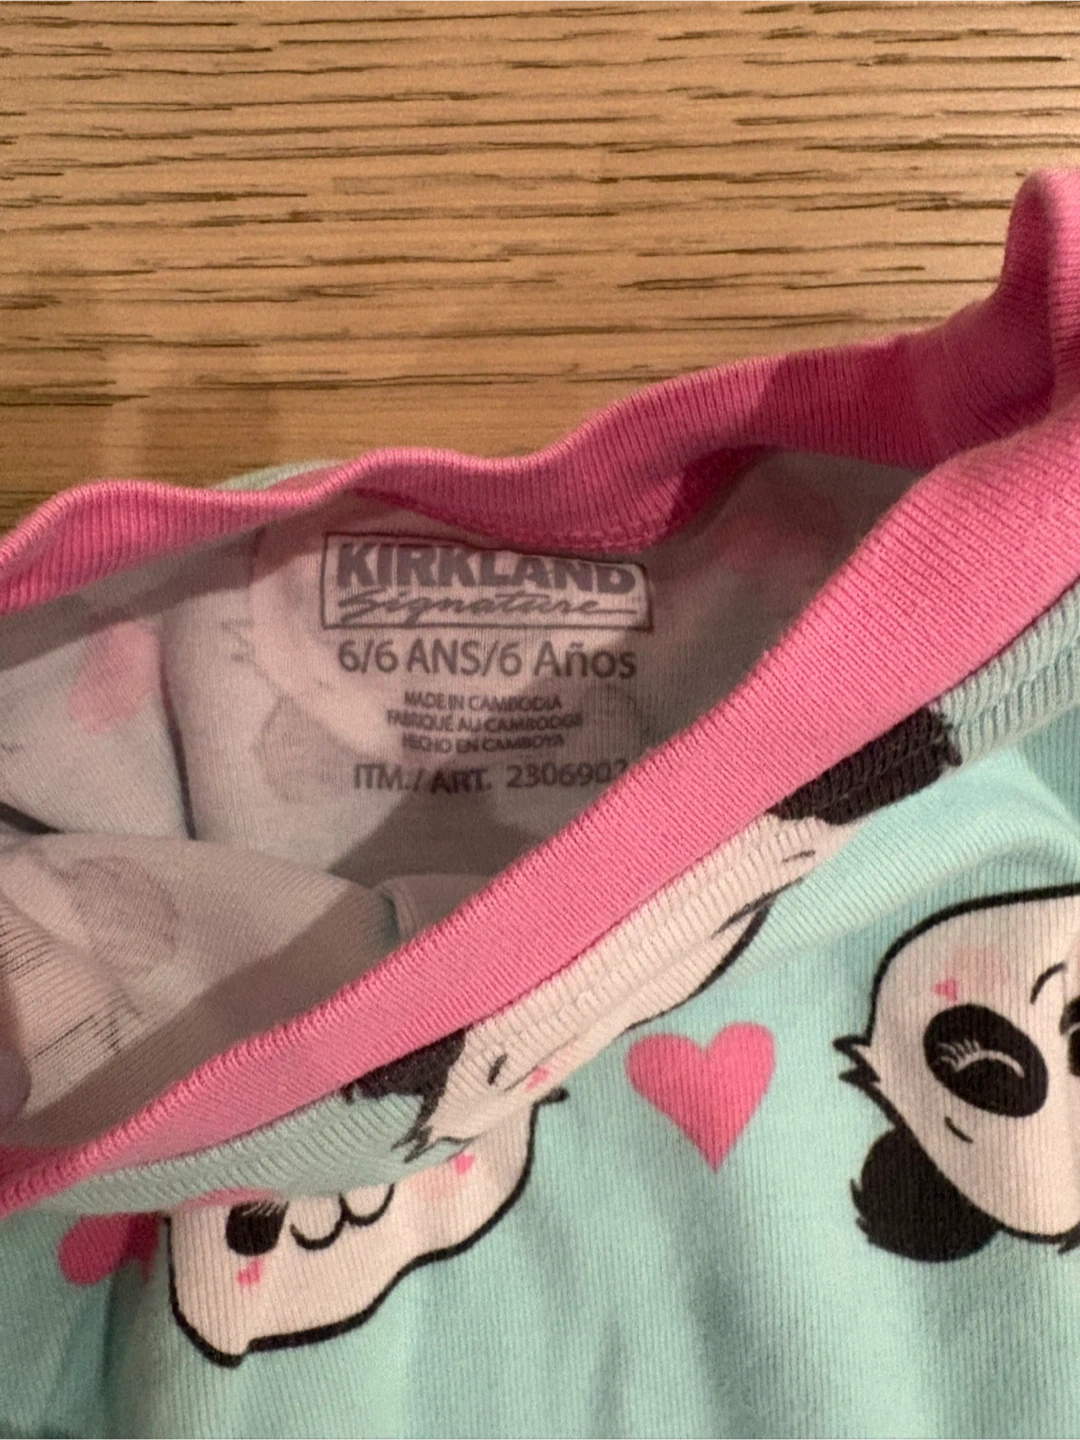 KIRKLAND
Signature
6/6 ANS/6 Años
MADE IN CAMBODIA
FABRIQUÉ AU CAMBODGE
HECHO EN CAMBOYA
ITM./ART.